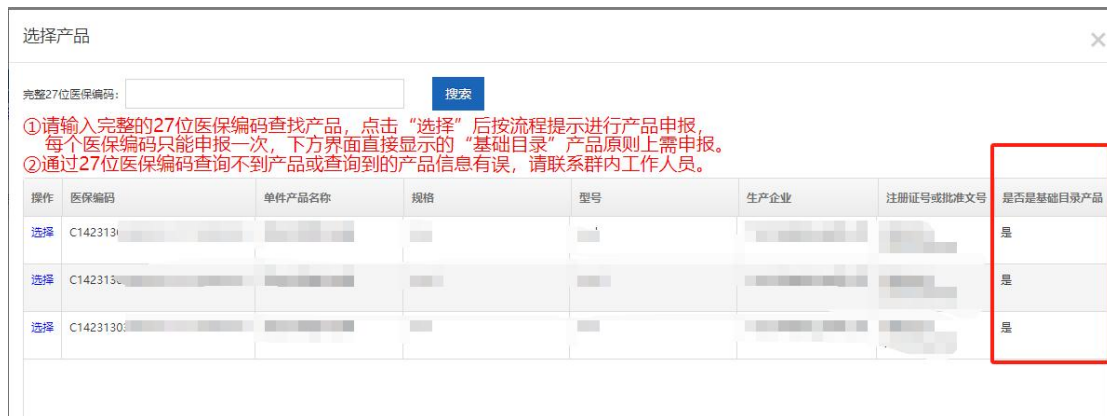 选择产品
完整27位医保编码:
搜索
①请输入完整的27位医保编码查找产品，点击“选择”后按流程提示进行产品申报，
每个医保编码只能申报一次，下方界面直接显示的“基础目录”产品原则上需申报。
②通过27位医保编码查询不到产品或查询到的产品信息有误，请联系群内工作人员。
操作 医保编码 单件产品名称 规格 型号 生产企业 注册证号或批准文号 是否是基础目录产品
选择 C142313 是
选择 C142313 是
选择 C1423130 是